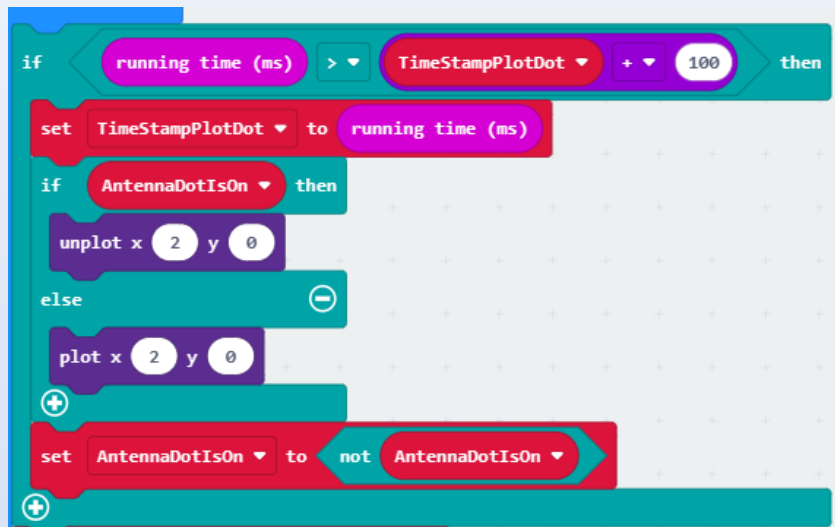 if running time (ms) > TimeStampPlotDot + 100 then
set TimeStampPlotDot to running time (ms)
if AntennaDotIsOn then
unplot x 2 y 0
else
plot x 2 y 0
set AntennaDotIsOn to not AntennaDotIsOn